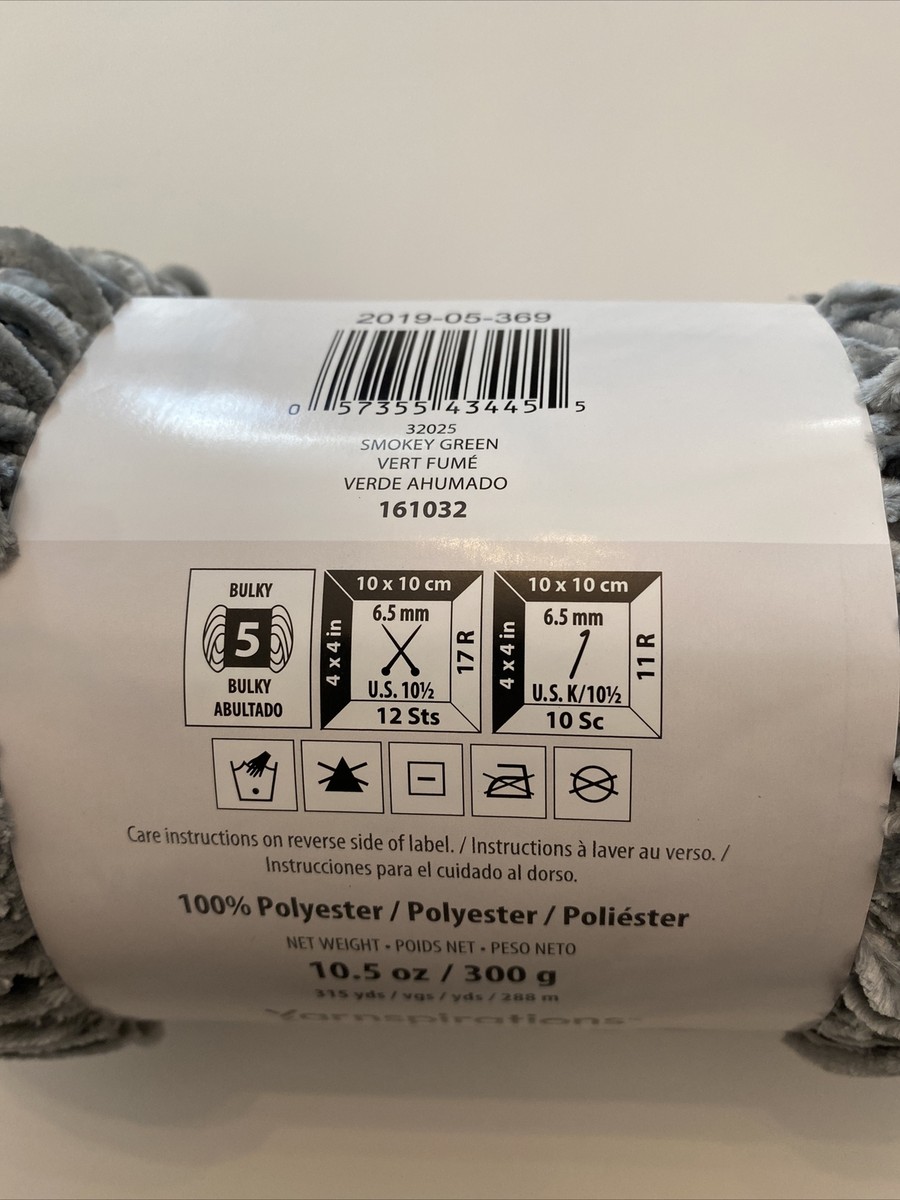 2019-05-369
0 57355 43445 5
32025
SMOKEY GREEN
VERT FUMÉ
VERDE AHUMADO
161032
BULKY
5
BULKY
ABULTADO
10 x 10 cm
4 x 4 in
6.5 mm
U.S. 10½
17 R
12 Sts
10 x 10 cm
4 x 4 in
6.5 mm
U.S. K/10½
11 R
10 Sc
Care instructions on reverse side of label. / Instructions à laver au verso. /
Instrucciones para el cuidado al dorso.
100% Polyester / Polyester / Poliéster
NET WEIGHT • POIDS NET • PESO NETO
10.5 oz / 300 g
315 yds / vgs / yds / 288 m
Yarnspirations™